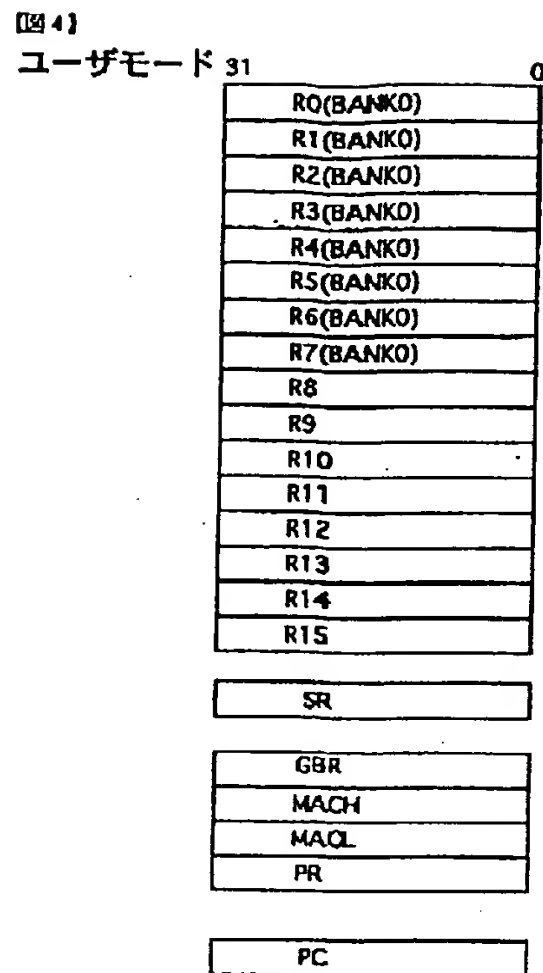 【図4】
ユーザモード 31 0
R0(BANK0)
R1(BANK0)
R2(BANK0)
R3(BANK0)
R4(BANK0)
R5(BANK0)
R6(BANK0)
R7(BANK0)
R8
R9
R10
R11
R12
R13
R14
R15
SR
GBR
MACH
MACL
PR
PC